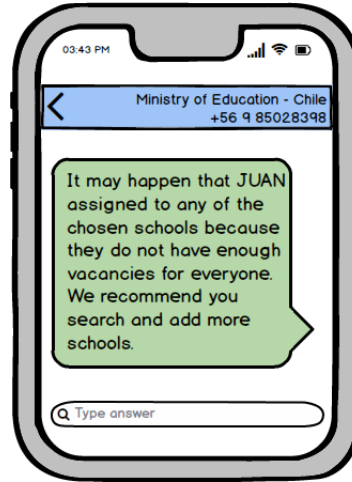 03:43 PM
Ministry of Education - Chile
+56 9 85028398
It may happen that JUAN
assigned to any of the
chosen schools because
they do not have enough
vacancies for everyone.
We recommend you
search and add more
schools.
Type answer